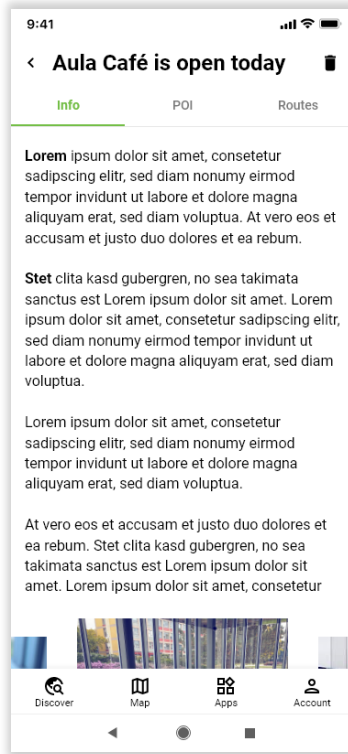 9:41
Aula Café is open today
Info POI Routes
Lorem ipsum dolor sit amet, consetetur
sadipscing elitr, sed diam nonumy eirmod
tempor invidunt ut labore et dolore magna
aliquyam erat, sed diam voluptua. At vero eos et
accusam et justo duo dolores et ea rebum.
Stet clita kasd gubergren, no sea takimata
sanctus est Lorem ipsum dolor sit amet. Lorem
ipsum dolor sit amet, consetetur sadipscing elitr,
sed diam nonumy eirmod tempor invidunt ut
labore et dolore magna aliquyam erat, sed diam
voluptua.
Lorem ipsum dolor sit amet, consetetur
sadipscing elitr, sed diam nonumy eirmod
tempor invidunt ut labore et dolore magna
aliquyam erat, sed diam voluptua.
At vero eos et accusam et justo duo dolores et
ea rebum. Stet clita kasd gubergren, no sea
takimata sanctus est Lorem ipsum dolor sit
amet. Lorem ipsum dolor sit amet, consetetur
Discover Map Apps Account